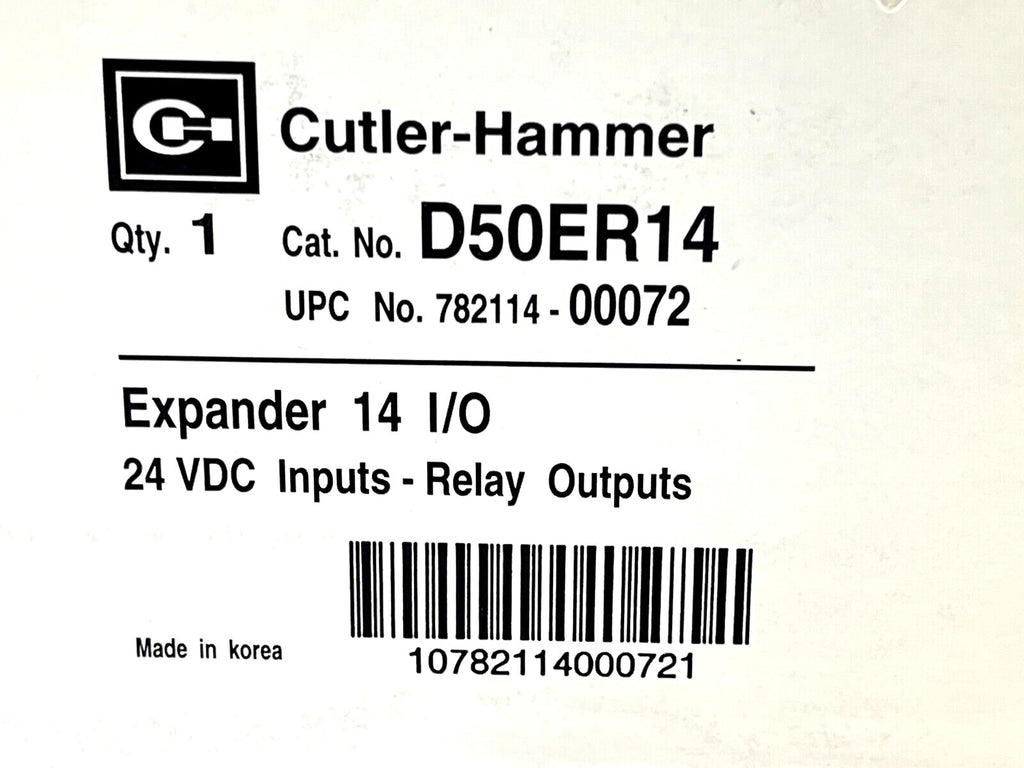 Cutler-Hammer
Qty. 1 Cat. No. D50ER14
UPC No. 782114 - 00072
Expander 14 I/O
24 VDC Inputs - Relay Outputs
Made in korea
10782114000721